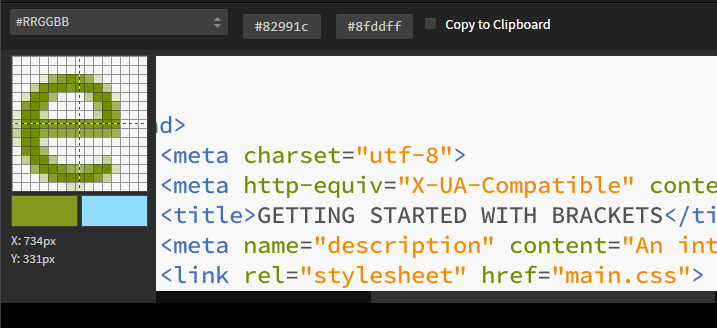 #RRGGBB
#82991c #8fddff Copy to Clipboard
e
ad>
<meta charset="utf-8">
<meta http-equiv="X-UA-Compatible" conte
<title>GETTING STARTED WITH BRACKETS</ti
<meta name="description" content="An int
<link rel="stylesheet" href="main.css">
X: 734px
Y: 331px